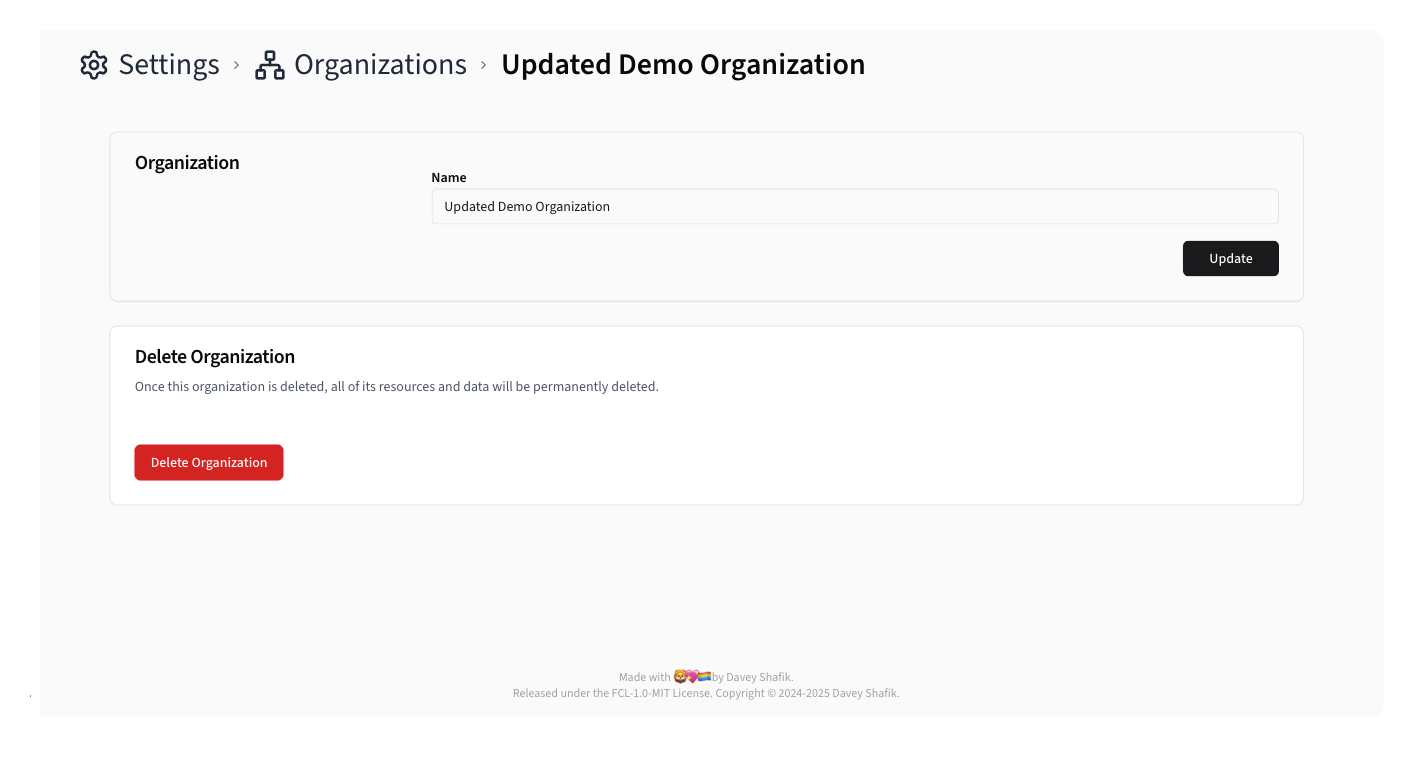 Settings > Organizations > Updated Demo Organization
Organization
Name
Updated Demo Organization
Update
Delete Organization
Once this organization is deleted, all of its resources and data will be permanently deleted.
Delete Organization
Made with 🦁💖🏳️‍🌈 by Davey Shafik.
Released under the FCL-1.0-MIT License. Copyright © 2024-2025 Davey Shafik.